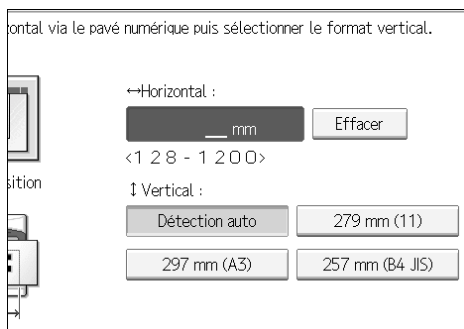 ontal via le pavé numérique puis sélectionner le format vertical.
↔Horizontal :
__ mm
Effacer
<128-1200>
sition
↕ Vertical :
Détection auto
279 mm (11)
297 mm (A3)
257 mm (B4 JIS)